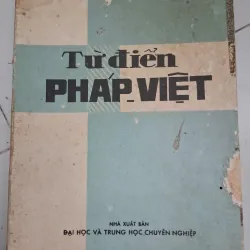 Từ điển
PHÁP-VIỆT
NHÀ XUẤT BẢN
ĐẠI HỌC VÀ TRUNG HỌC CHUYÊN NGHIỆP